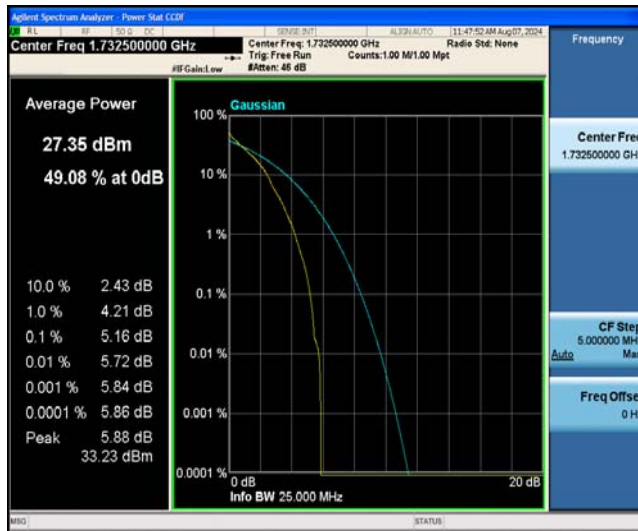 Agilent Spectrum Analyzer - Power Stat CCDF
RL RF 50 Ω DC SENSE:INT ALIGN AUTO 11:47:52 AM Aug 07, 2024
Center Freq 1.732500000 GHz
Center Freq: 1.732500000 GHz Radio Std: None
Trig: Free Run Counts:1.00 M/1.00 Mpt
#IFGain:Low #Atten: 46 dB
Frequency
Average Power
27.35 dBm
49.08 % at 0dB
10.0 % 2.43 dB
1.0 % 4.21 dB
0.1 % 5.16 dB
0.01 % 5.72 dB
0.001 % 5.84 dB
0.0001 % 5.86 dB
Peak 5.88 dB
33.23 dBm
Gaussian
100 %
10 %
1 %
0.1 %
0.01 %
0.001 %
0.0001 %
0 dB 20 dB
Info BW 25.000 MHz
Center Fre
1.732500000 GH
CF Step
5.000000 MH
Auto Ma
Freq Offse
0 H
MSG STATUS